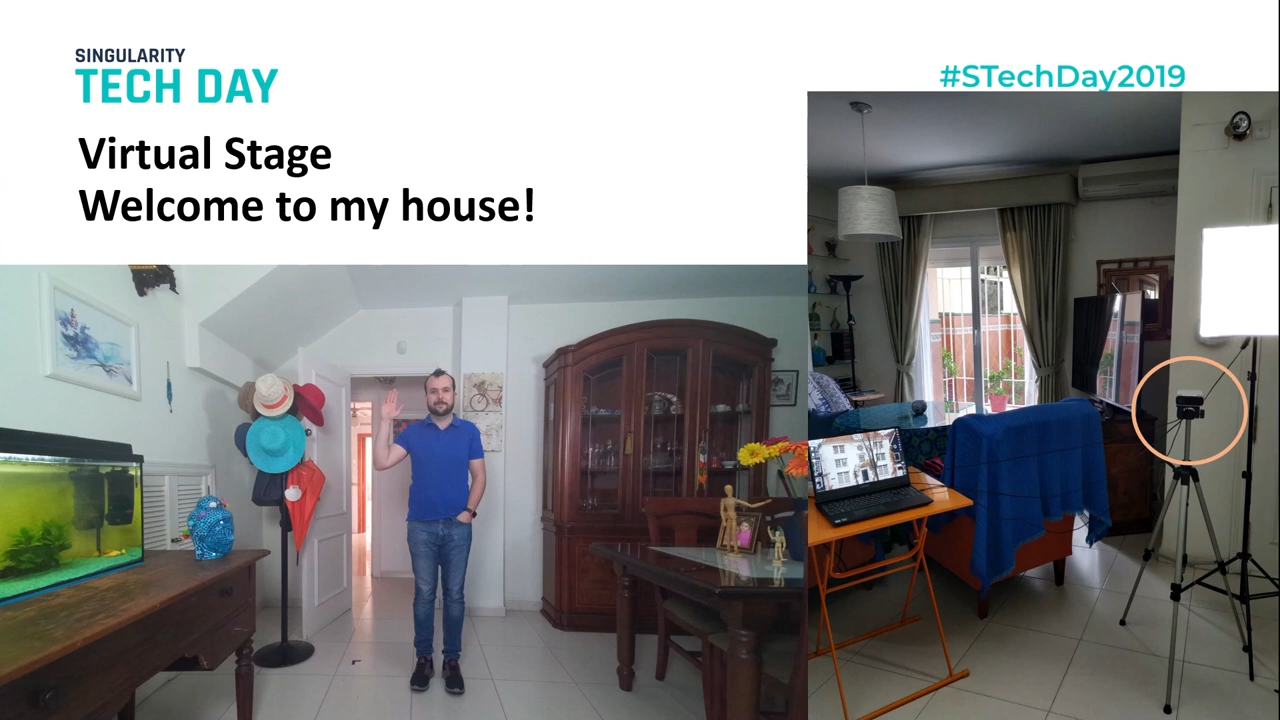 SINGULARITY
TECH DAY
#STechDay2019
Virtual Stage
Welcome to my house!